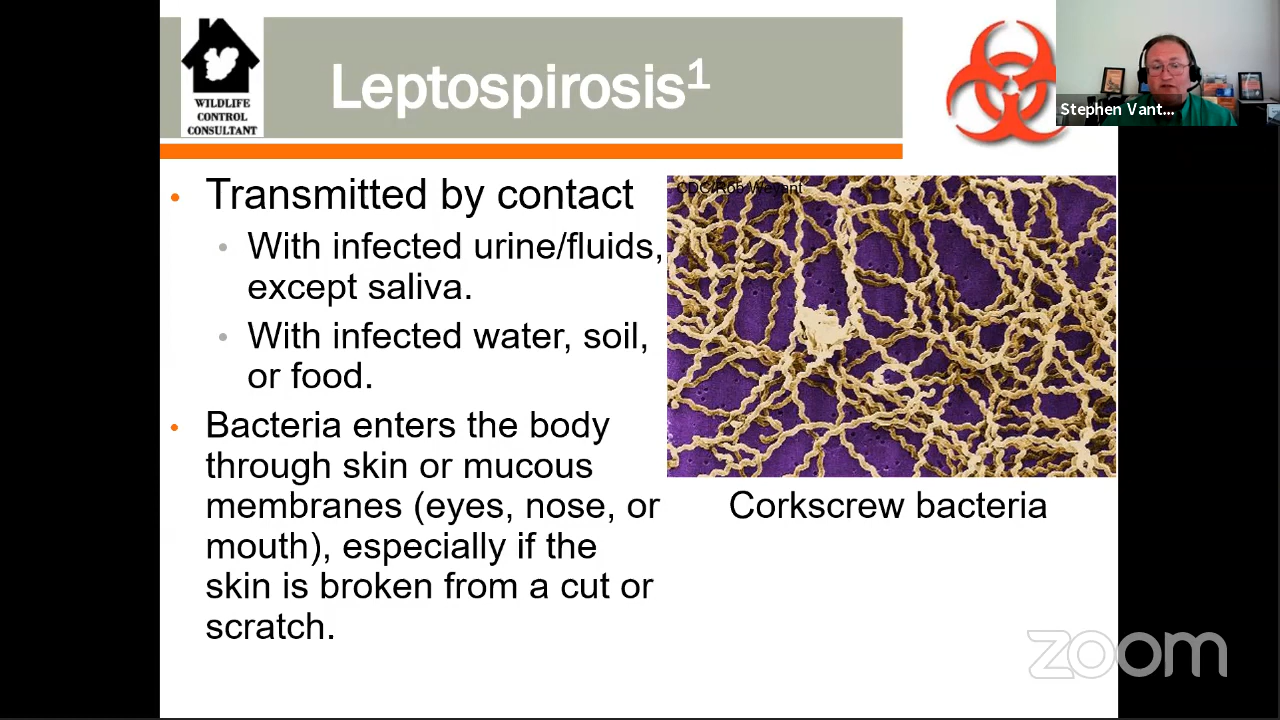 WILDLIFE
CONTROL
CONSULTANT
Leptospirosis1
Stephen Vant...
• Transmitted by contact
• With infected urine/fluids,
except saliva.
• With infected water, soil,
or food.
• Bacteria enters the body
through skin or mucous
membranes (eyes, nose, or
mouth), especially if the
skin is broken from a cut or
scratch.
CDC/Rob Weyant
Corkscrew bacteria
zoom